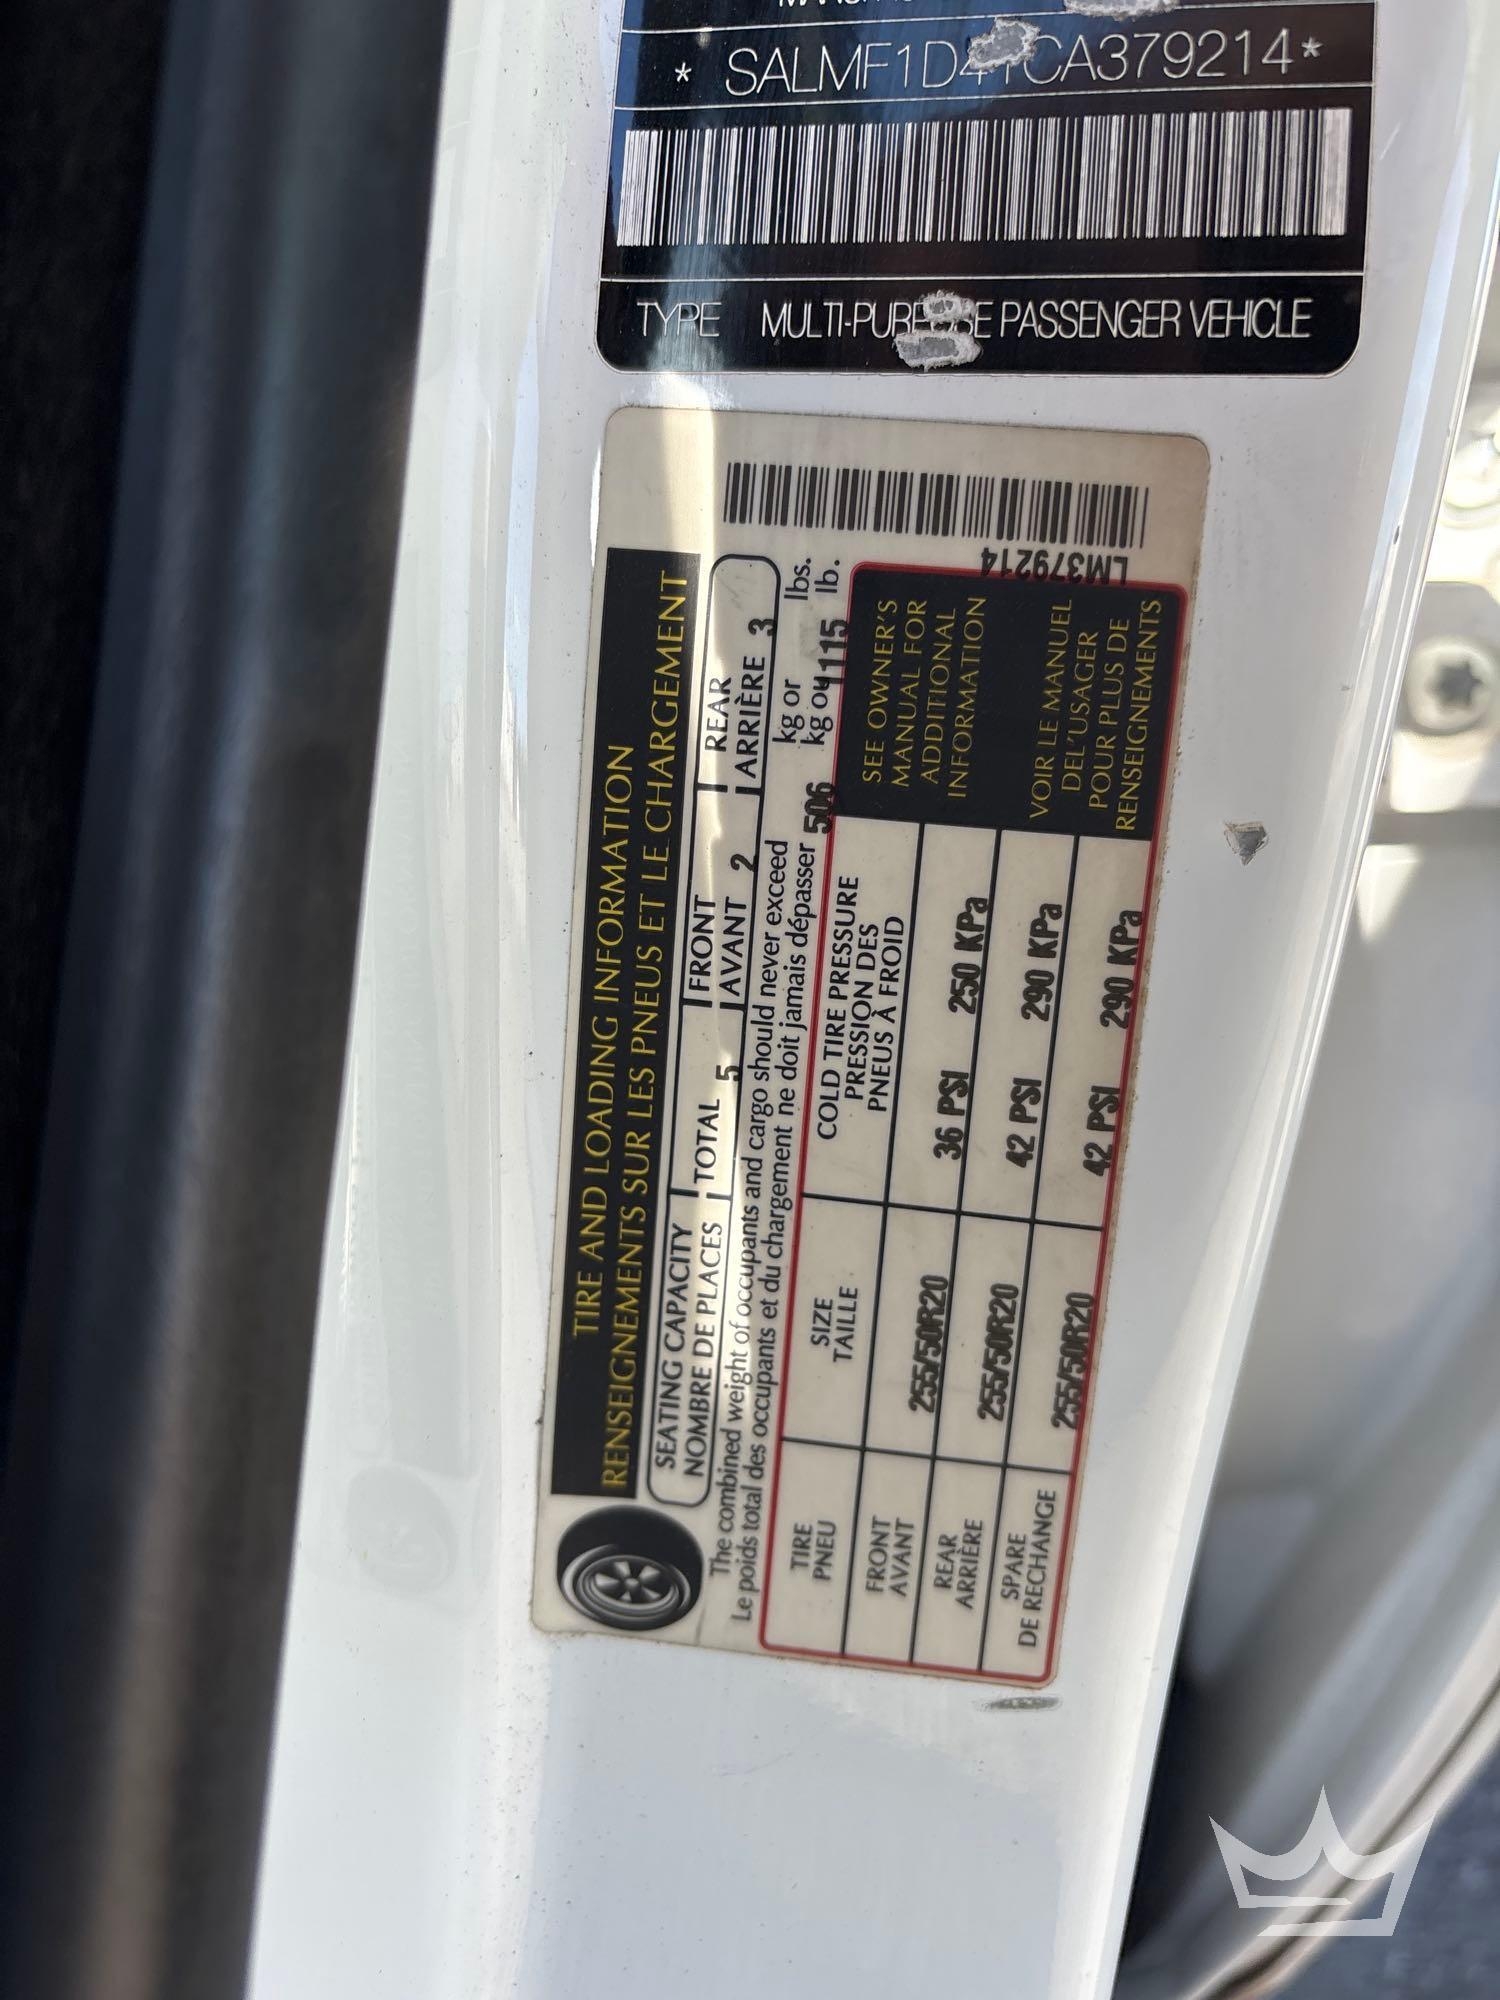 * SALMF1D4 CA379214 *
TYPE MULTI-PURPOSE PASSENGER VEHICLE
LM379214
TIRE AND LOADING INFORMATION
RENSEIGNEMENTS SUR LES PNEUS ET LE CHARGEMENT
SEATING CAPACITY TOTAL 5 FRONT 2 REAR 3
NOMBRE DE PLACES AVANT ARRIÈRE
The combined weight of occupants and cargo should never exceed kg or lbs.
Le poids total des occupants et du chargement ne doit jamais dépasser 506 kg ou 1115 lb.
TIRE SIZE COLD TIRE PRESSURE
PNEU TAILLE PRESSION DES
PNEUS À FROID
FRONT 255/50R20 36 PSI 250 KPa
AVANT
REAR 255/50R20 42 PSI 290 KPa
ARRIÈRE
SPARE 255/50R20 42 PSI 290 KPa
DE RECHANGE
SEE OWNER'S
MANUAL FOR
ADDITIONAL
INFORMATION
VOIR LE MANUEL
DEL'USAGER
POUR PLUS DE
RENSEIGNEMENTS